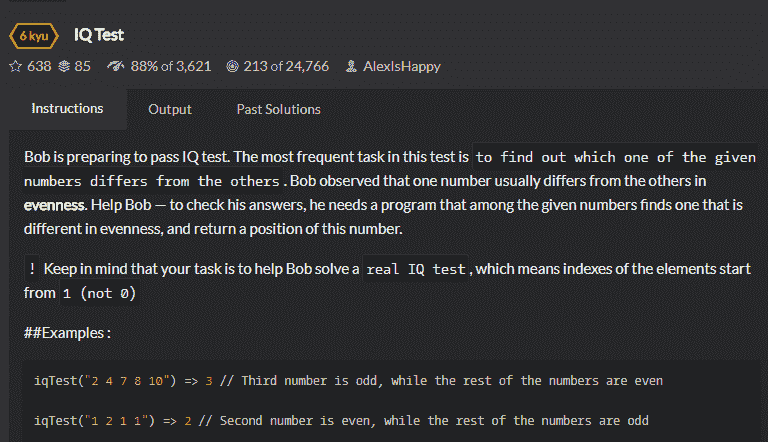 6 kyu IQ Test
638 85 88% of 3,621 213 of 24,766 AlexIsHappy
Instructions Output Past Solutions
Bob is preparing to pass IQ test. The most frequent task in this test is to find out which one of the given
numbers differs from the others. Bob observed that one number usually differs from the others in
evenness. Help Bob — to check his answers, he needs a program that among the given numbers finds one that is
different in evenness, and return a position of this number.
! Keep in mind that your task is to help Bob solve a real IQ test, which means indexes of the elements start
from 1 (not 0)
##Examples :
iqTest("2 4 7 8 10") => 3 // Third number is odd, while the rest of the numbers are even
iqTest("1 2 1 1") => 2 // Second number is even, while the rest of the numbers are odd